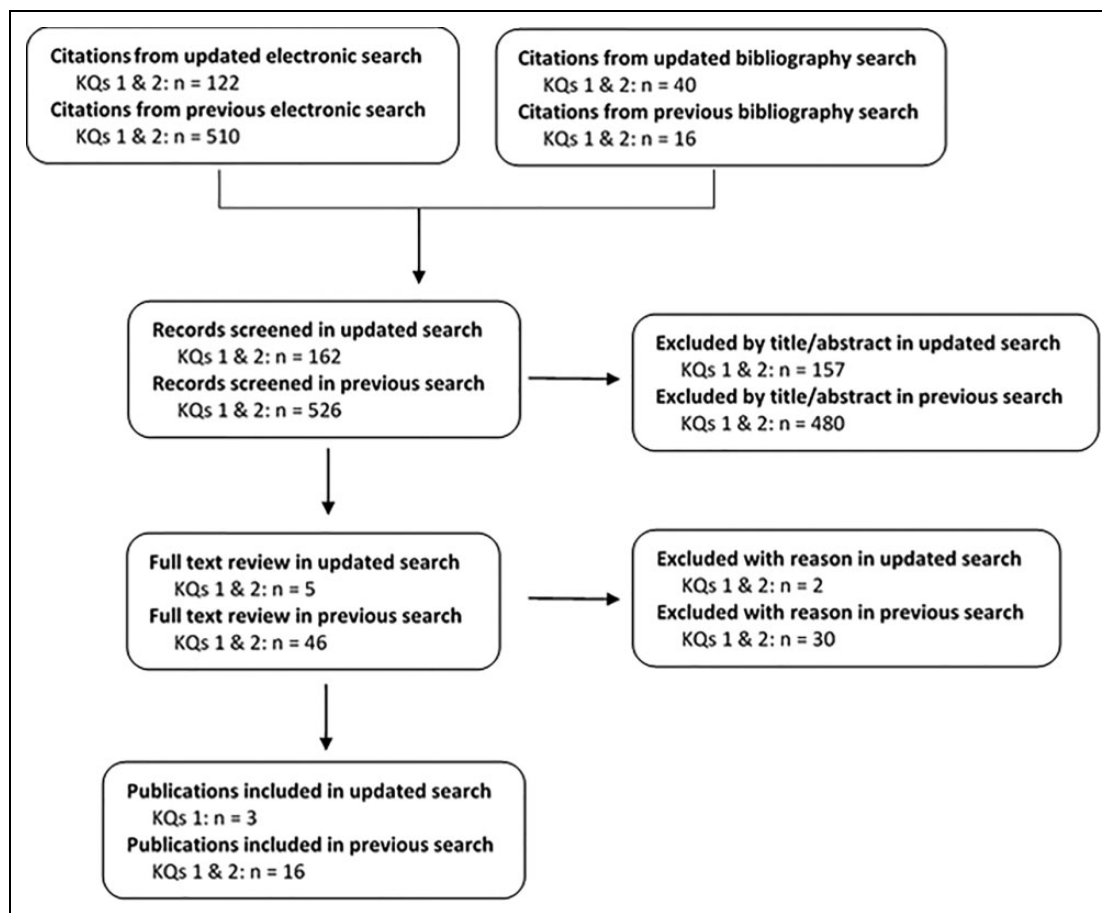 Citations from updated electronic search
KQs 1 & 2: n = 122
Citations from previous electronic search
KQs 1 & 2: n = 510
Citations from updated bibliography search
KQs 1 & 2: n = 40
Citations from previous bibliography search
KQs 1 & 2: n = 16
Records screened in updated search
KQs 1 & 2: n = 162
Records screened in previous search
KQs 1 & 2: n = 526
Excluded by title/abstract in updated search
KQs 1 & 2: n = 157
Excluded by title/abstract in previous search
KQs 1 & 2: n = 480
Full text review in updated search
KQs 1 & 2: n = 5
Full text review in previous search
KQs 1 & 2: n = 46
Excluded with reason in updated search
KQs 1 & 2: n = 2
Excluded with reason in previous search
KQs 1 & 2: n = 30
Publications included in updated search
KQs 1: n = 3
Publications included in previous search
KQs 1 & 2: n = 16